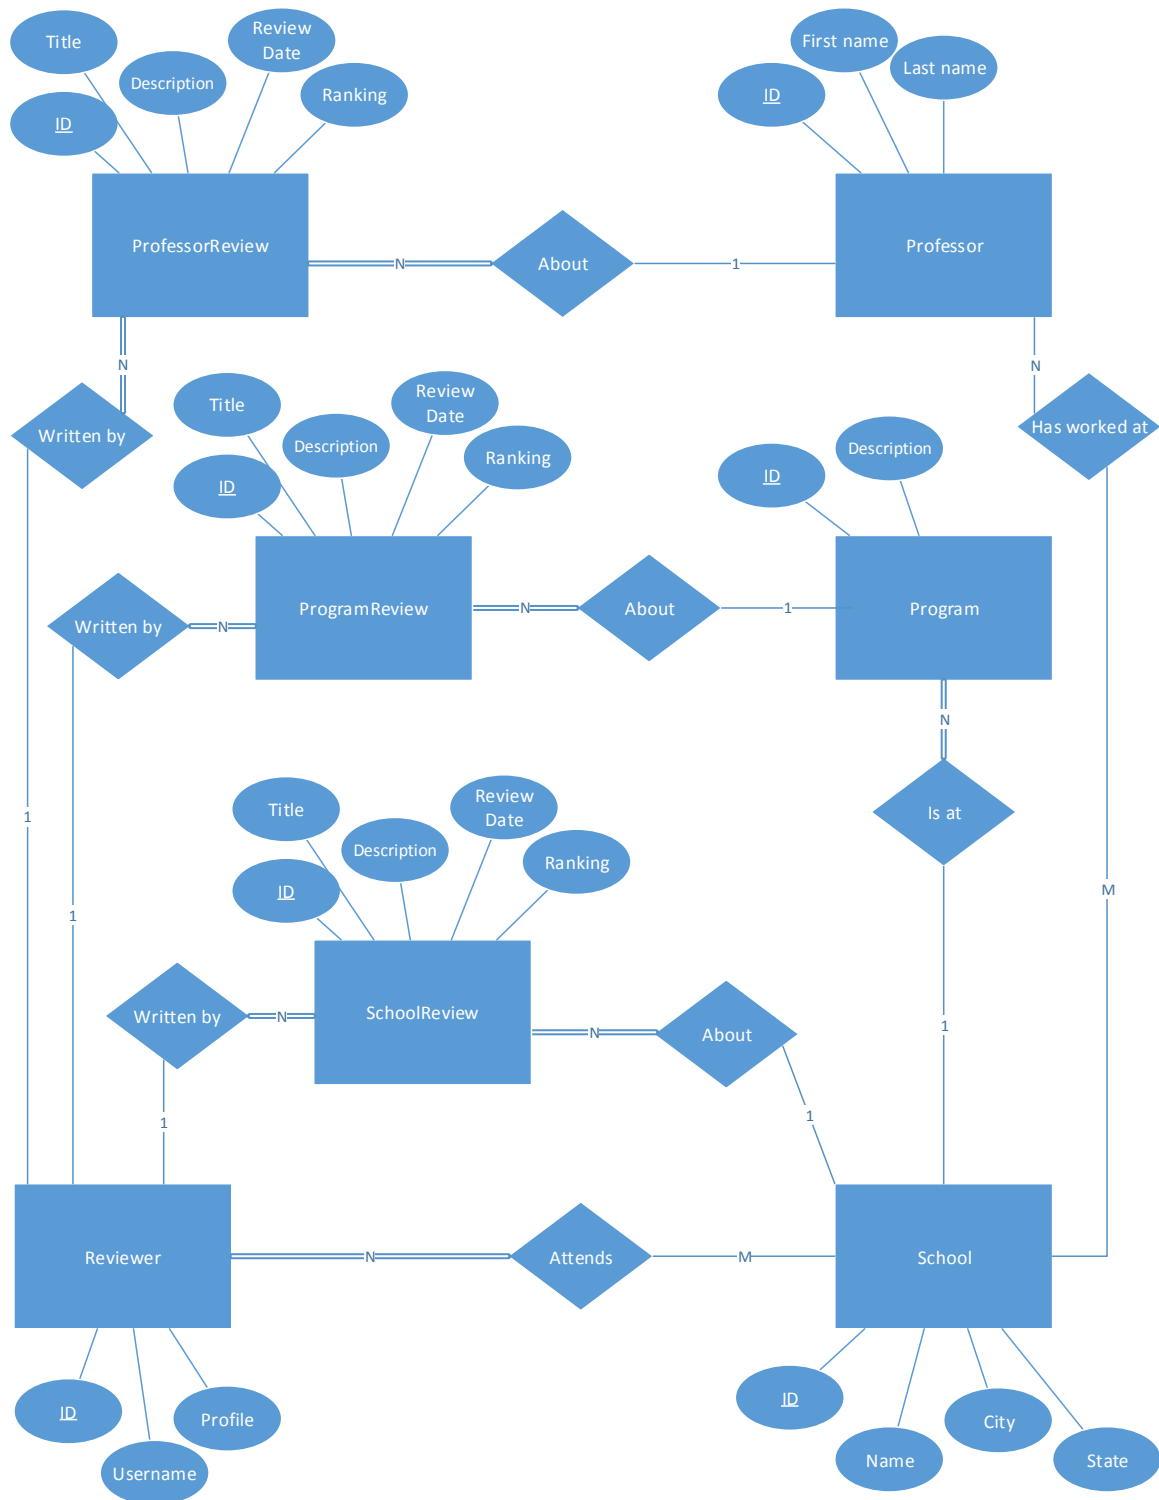 Title
Review
Date
Description
Ranking
ID
First name
Last name
ID
ProfessorReview
N
About
1
Professor
N
Written by
N
Has worked at
Title
Review
Date
Description
Ranking
ID
Description
ID
ProgramReview
N
About
1
Program
Written by
N
N
Is at
1
Title
Review
Date
Description
Ranking
ID
M
1
SchoolReview
Written by
N
N
About
1
1
1
Reviewer
N
Attends
M
School
ID
Profile
Username
ID
City
Name
State